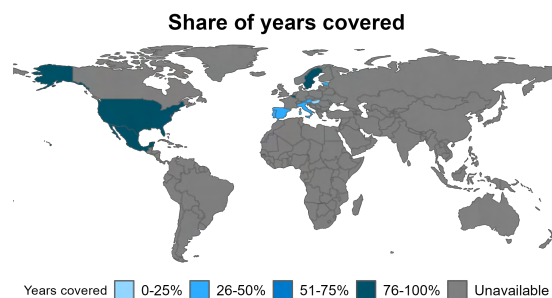 Share of years covered
Years covered 0-25% 26-50% 51-75% 76-100% Unavailable